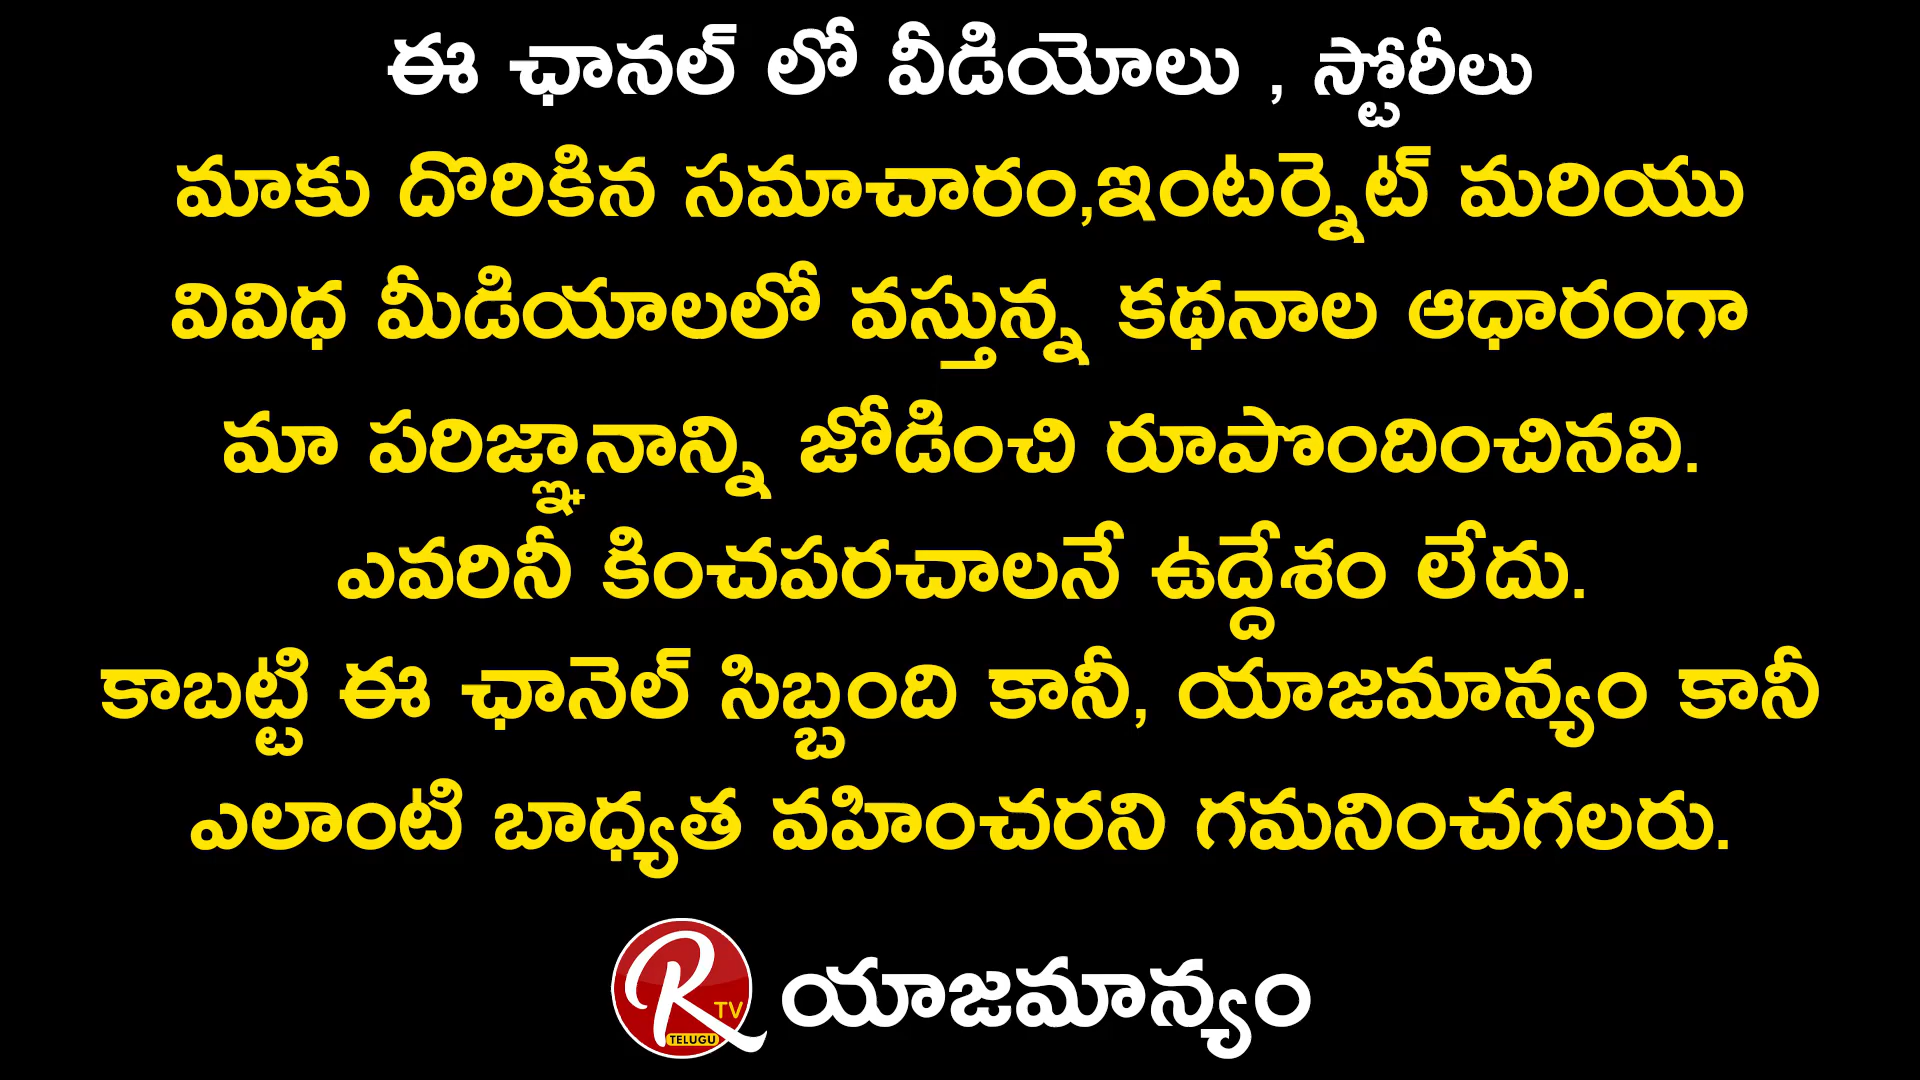 ఈ ఛానల్ లో వీడియోలు , స్టోరీలు
మాకు దొరికిన సమాచారం,ఇంటర్నెట్ మరియు
వివిధ మీడియాలలో వస్తున్న కథనాల ఆధారంగా
మా పరిజ్ఞానాన్ని జోడించి రూపొందించినవి.
ఎవరినీ కించపరచాలనే ఉద్దేశం లేదు.
కాబట్టి ఈ ఛానెల్ సిబ్బంది కానీ, యాజమాన్యం కానీ
ఎలాంటి బాధ్యత వహించరని గమనించగలరు.
R TV TELUGU యాజమాన్యం